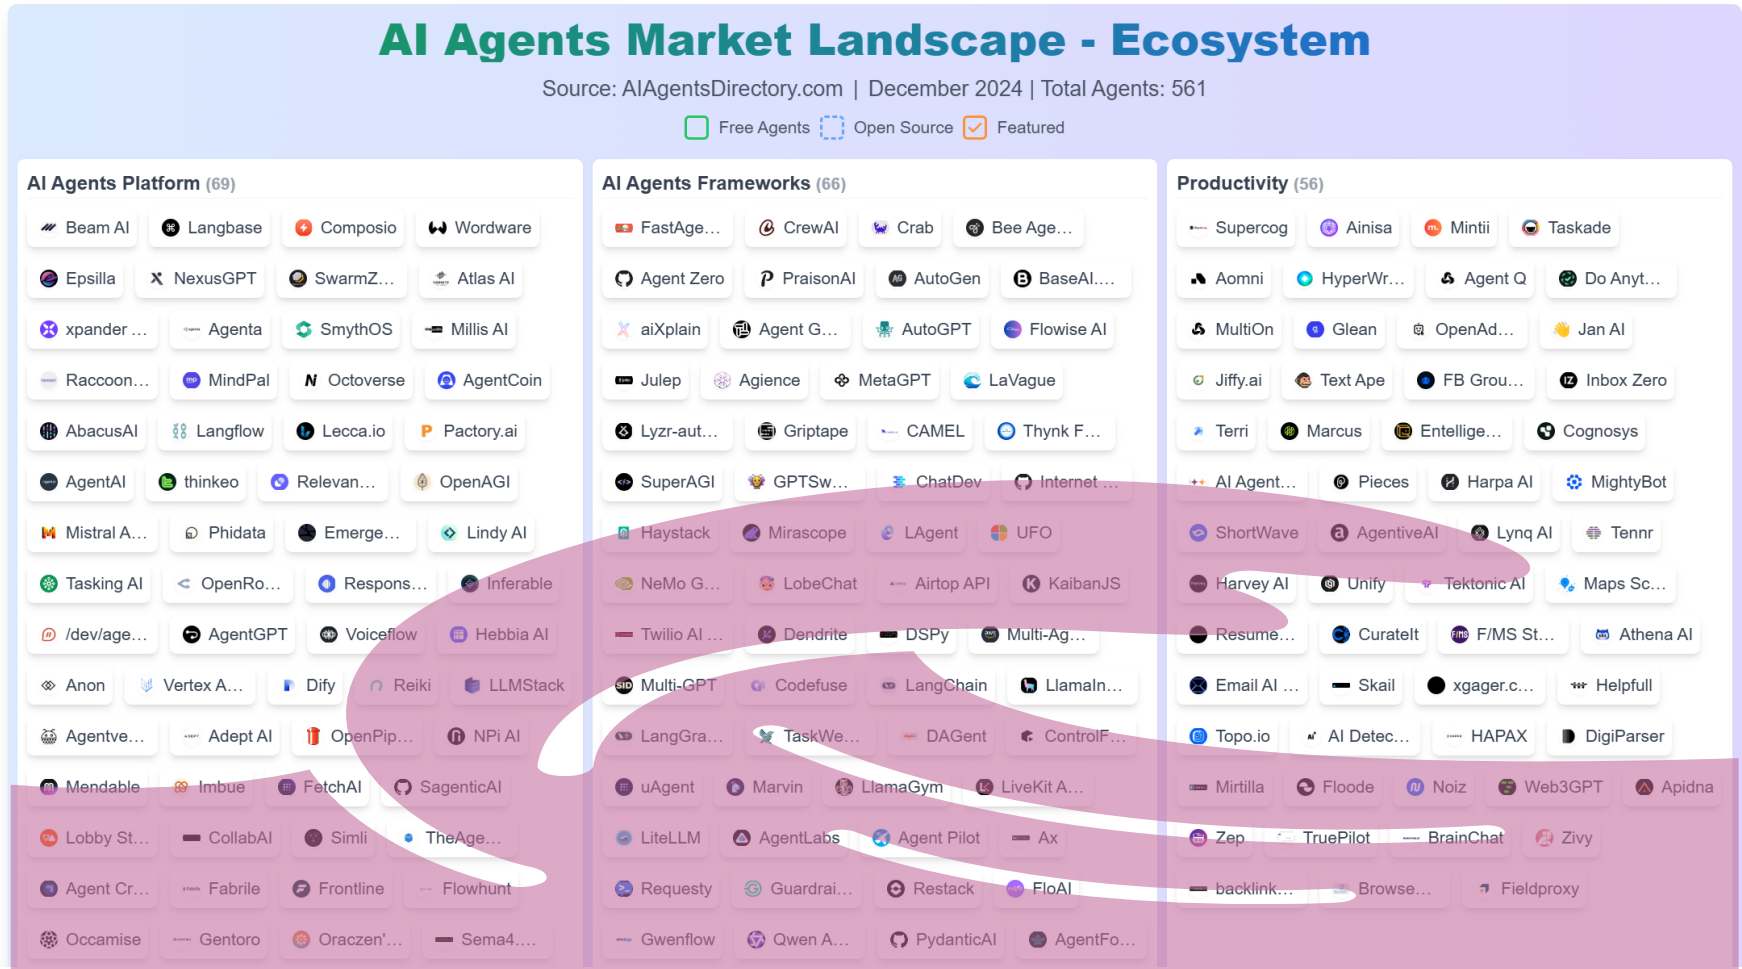 AI Agents Market Landscape - Ecosystem
Source: AIAgentsDirectory.com | December 2024 | Total Agents: 561
Free Agents Open Source Featured
AI Agents Platform (69)
Beam AI Langbase Composio Wordware
Epsilla NexusGPT SwarmZ... Atlas AI
xpander ... Agenta SmythOS Millis AI
Raccoon... MindPal Octoverse AgentCoin
AbacusAI Langflow Lecca.io Pactory.ai
AgentAI thinkeo Relevan... OpenAGI
Mistral A... Phidata Emerge... Lindy AI
Tasking AI OpenRo... Respons... Inferable
/dev/age... AgentGPT Voiceflow Hebbia AI
Anon Vertex A... Dify Reiki LLMStack
Agentve... Adept AI OpenPip... NPi AI
Mendable Imbue FetchAI SagenticAI
Lobby St... CollabAI Simli TheAge...
Agent Cr... Fabrile Frontline Flowhunt
Occamise Gentoro Oraczen'... Sema4....
AI Agents Frameworks (66)
FastAge... CrewAI Crab Bee Age...
Agent Zero PraisonAI AutoGen BaseAI....
aiXplain Agent G... AutoGPT Flowise AI
Julep Agience MetaGPT LaVague
Lyzr-aut... Griptape CAMEL Thynk F...
SuperAGI GPTSw... ChatDev Internet ...
Haystack Mirascope LAgent UFO
NeMo G... LobeChat Airtop API KaibanJS
Twilio AI ... Dendrite DSPy Multi-Ag...
Multi-GPT Codefuse LangChain LlamaIn...
LangGra... TaskWe... DAGent ControlF...
uAgent Marvin LlamaGym LiveKit A...
LiteLLM AgentLabs Agent Pilot Ax
Requesty Guardrai... Restack FloAI
Gwenflow Qwen A... PydanticAI AgentFo...
Productivity (56)
Supercog Ainisa Mintii Taskade
Aomni HyperWr... Agent Q Do Anyt...
MultiOn Glean OpenAd... Jan AI
Jiffy.ai Text Ape FB Grou... Inbox Zero
Terri Marcus Entellige... Cognosys
AI Agent... Pieces Harpa AI MightyBot
ShortWave AgentiveAI Lynq AI Tennr
Harvey AI Unify Tektonic AI Maps Sc...
Resume... CurateIt F/MS St... Athena AI
Email AI ... Skail xgager.c... Helpfull
Topo.io AI Detec... HAPAX DigiParser
Mirtilla Floode Noiz Web3GPT Apidna
Zep TruePilot BrainChat Zivy
backlink... Browse... Fieldproxy